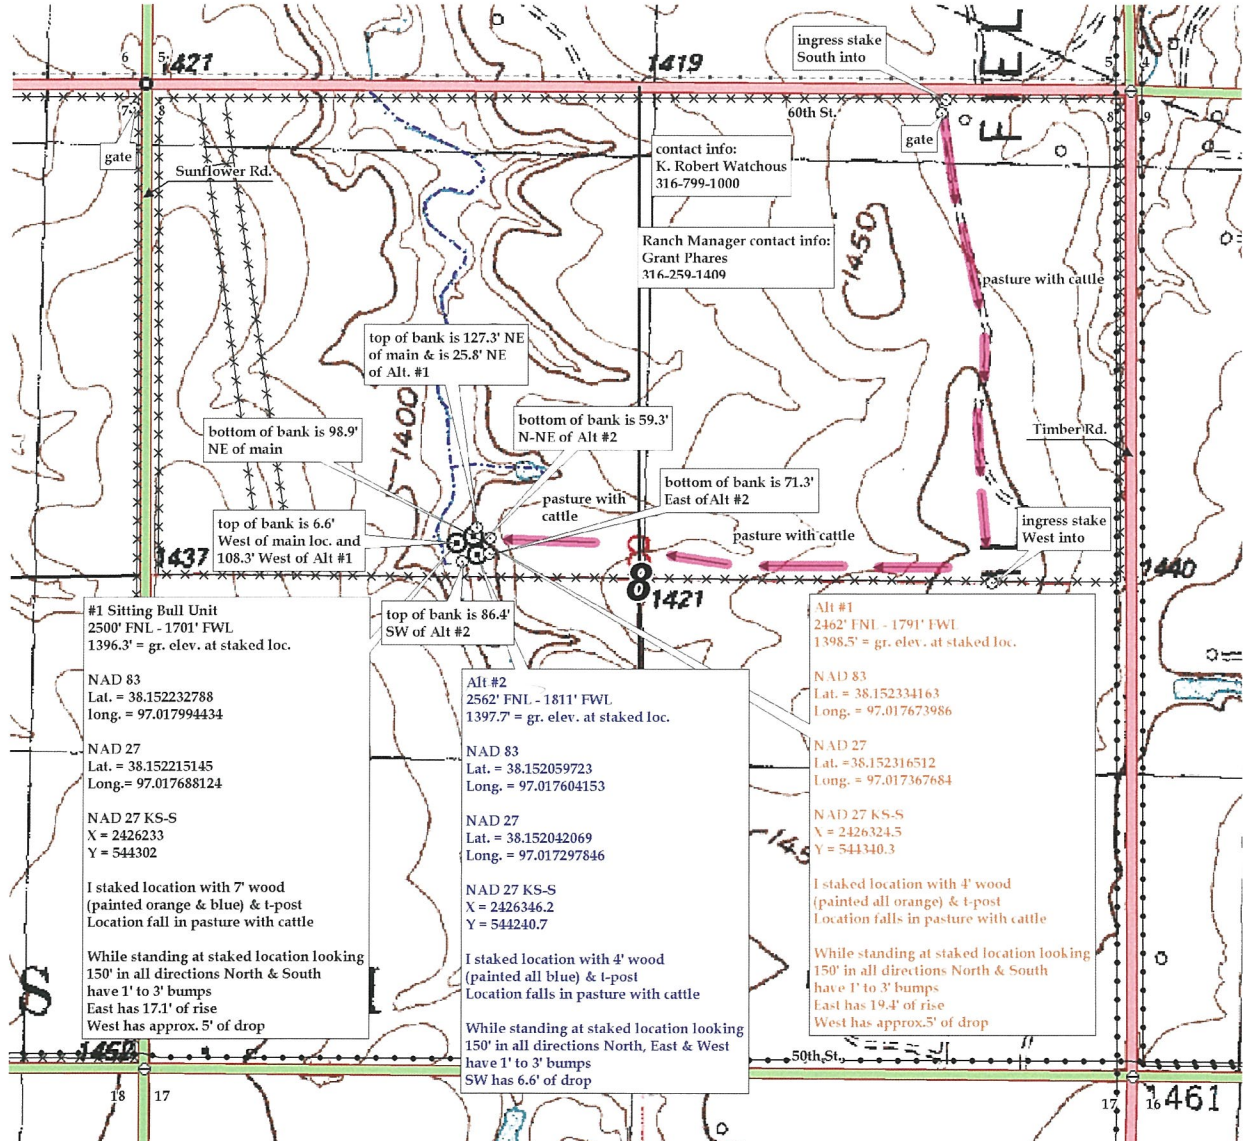 6
5
1421
1419
5
4
ingress stake
South into
60th St.
7
8
8
9
gate
gate
Sunflower Rd.
contact info:
K. Robert Watchous
316-799-1000
Ranch Manager contact info:
Grant Phares
316-259-1409
1450
pasture with cattle
top of bank is 127.3' NE
of main & is 25.8' NE
of Alt. #1
1400
bottom of bank is 98.9'
NE of main
bottom of bank is 59.3'
N-NE of Alt #2
Timber Rd.
bottom of bank is 71.3'
East of Alt #2
pasture with
cattle
top of bank is 6.6'
West of main loc. and
108.3' West of Alt #1
pasture with cattle
ingress stake
West into
1437
1440
8
1421
top of bank is 86.4'
SW of Alt #2
#1 Sitting Bull Unit
2500' FNL - 1701' FWL
1396.3' = gr. elev. at staked loc.
NAD 83
Lat. = 38.152232788
long. = 97.017994434
NAD 27
Lat. = 38.152215145
Long.= 97.017688124
NAD 27 KS-S
X = 2426233
Y = 544302
I staked location with 7' wood
(painted orange & blue) & t-post
Location fall in pasture with cattle
While standing at staked location looking
150' in all directions North & South
have 1' to 3' bumps
East has 17.1' of rise
West has approx. 5' of drop
Alt #2
2562' FNL - 1811' FWL
1397.7' = gr. elev. at staked loc.
NAD 83
Lat. = 38.152059723
Long. = 97.017604153
NAD 27
Lat. = 38.152042069
Long. = 97.017297846
NAD 27 KS-S
X = 2426346.2
Y = 544240.7
I staked location with 4' wood
(painted all blue) & t-post
Location falls in pasture with cattle
While standing at staked location looking
150' in all directions North, East & West
have 1' to 3' bumps
SW has 6.6' of drop
Alt #1
2462' FNL - 1791' FWL
1398.5' = gr. elev. at staked loc.
NAD 83
Lat. = 38.152334163
Long. = 97.017673986
NAD 27
Lat. =38.152316512
Long. = 97.017367684
NAD 27 KS-S
X = 2426324.5
Y = 544340.3
I staked location with 4' wood
(painted all orange) & t-post
Location falls in pasture with cattle
While standing at staked location looking
150' in all directions North & South
have 1' to 3' bumps
East has 19.4' of rise
West has approx.5' of drop
S
50th St.
18
17
17
16
1461